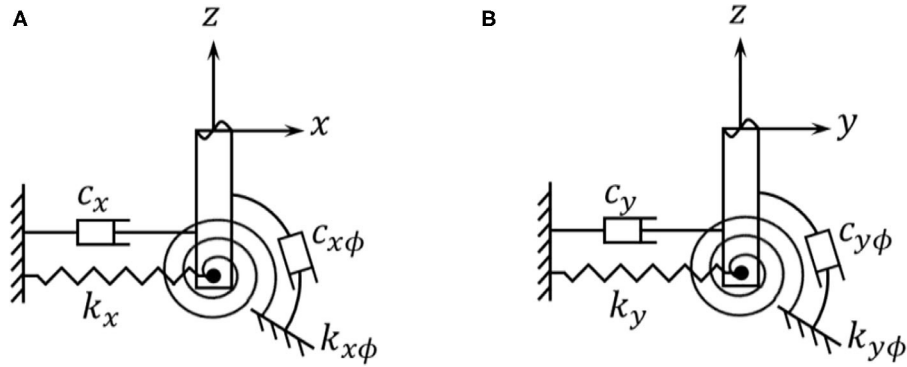 A
z
x
c_x
c_{xϕ}
k_x
k_{xϕ}
B
z
y
c_y
c_{yϕ}
k_y
k_{yϕ}